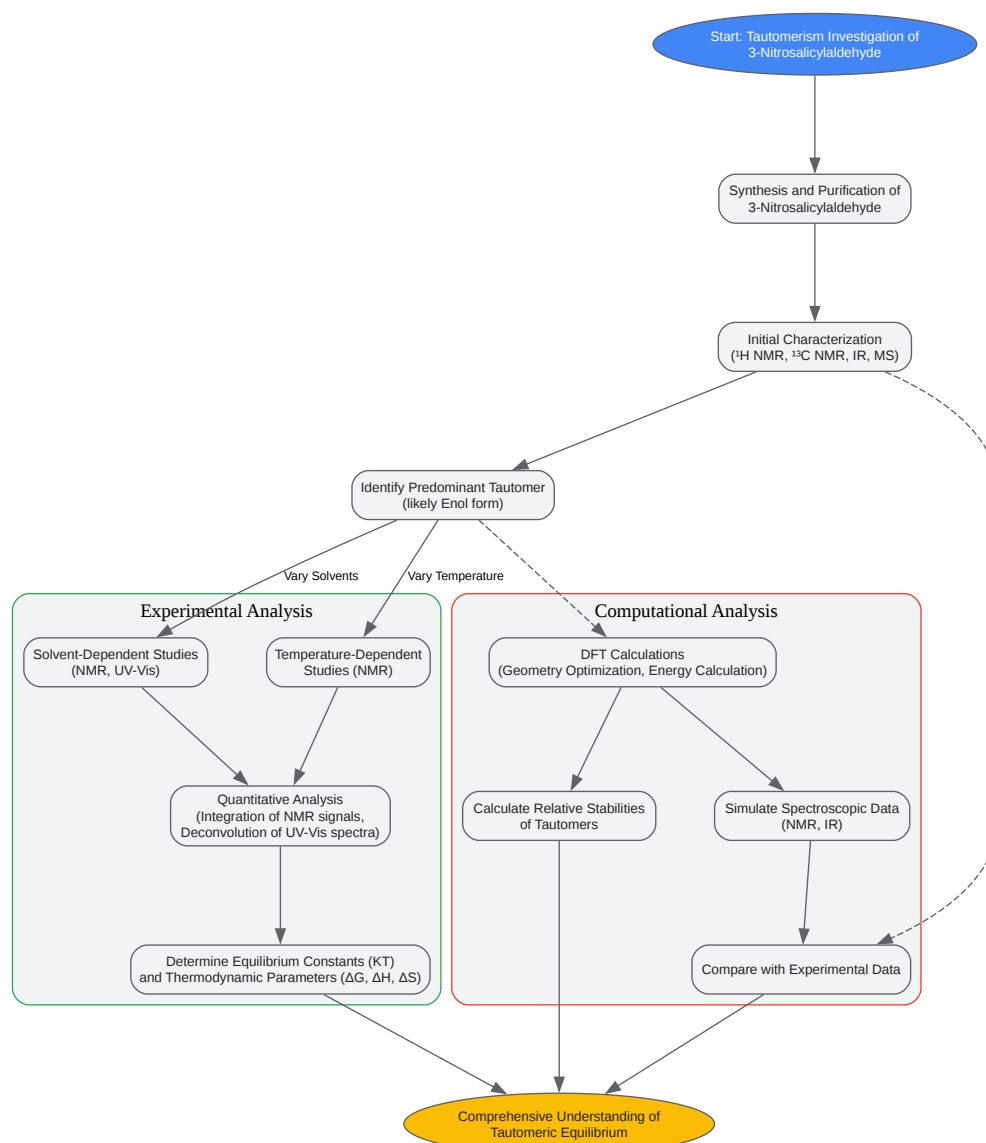 Start: Tautomerism Investigation of
3-Nitrosalicylaldehyde
Synthesis and Purification of
3-Nitrosalicylaldehyde
Initial Characterization
(¹H NMR, ¹³C NMR, IR, MS)
Identify Predominant Tautomer
(likely Enol form)
Vary Solvents
Vary Temperature
Experimental Analysis
Solvent-Dependent Studies
(NMR, UV-Vis)
Temperature-Dependent
Studies (NMR)
Quantitative Analysis
(Integration of NMR signals,
Deconvolution of UV-Vis spectra)
Determine Equilibrium Constants (KT)
and Thermodynamic Parameters (ΔG, ΔH, ΔS)
Computational Analysis
DFT Calculations
(Geometry Optimization, Energy Calculation)
Calculate Relative Stabilities
of Tautomers
Simulate Spectroscopic Data
(NMR, IR)
Compare with Experimental Data
Comprehensive Understanding of
Tautomeric Equilibrium